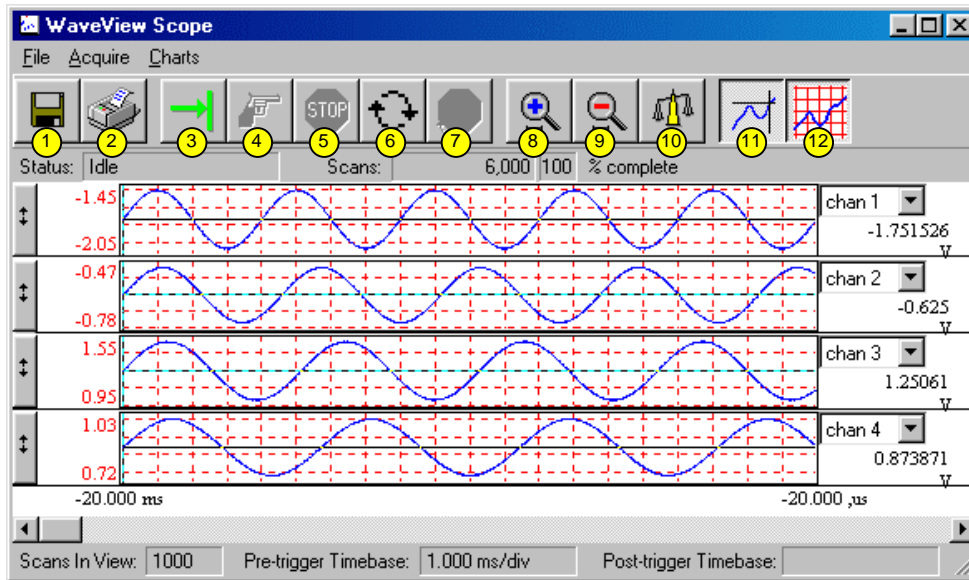 WaveView Scope
File Acquire Charts
STOP
1 2 3 4 5 6 7 8 9 10 11 12
Status: Idle Scans: 6,000 100 % complete
-1.45
-2.05
chan 1
-1.751526
V
-0.47
-0.78
chan 2
-0.625
V
1.55
0.95
chan 3
1.25061
V
1.03
0.72
chan 4
0.873871
V
-20.000 ms -20.000 ,us
Scans In View: 1000 Pre-trigger Timebase: 1.000 ms/div Post-trigger Timebase: